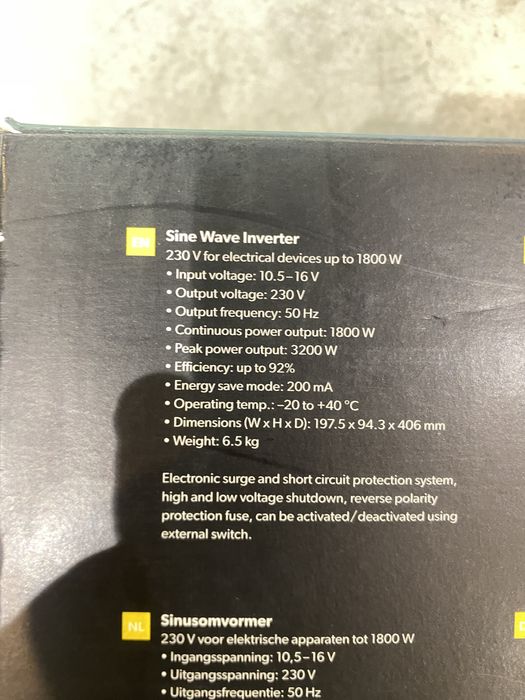 EN
Sine Wave Inverter
230 V for electrical devices up to 1800 W
• Input voltage: 10.5–16 V
• Output voltage: 230 V
• Output frequency: 50 Hz
• Continuous power output: 1800 W
• Peak power output: 3200 W
• Efficiency: up to 92%
• Energy save mode: 200 mA
• Operating temp.: –20 to +40 °C
• Dimensions (W x H x D): 197.5 x 94.3 x 406 mm
• Weight: 6.5 kg
Electronic surge and short circuit protection system,
high and low voltage shutdown, reverse polarity
protection fuse, can be activated/deactivated using
external switch.
NL
Sinusomvormer
230 V voor elektrische apparaten tot 1800 W
• Ingangsspanning: 10,5–16 V
• Uitgangsspanning: 230 V
• Uitgangsfrequentie: 50 Hz